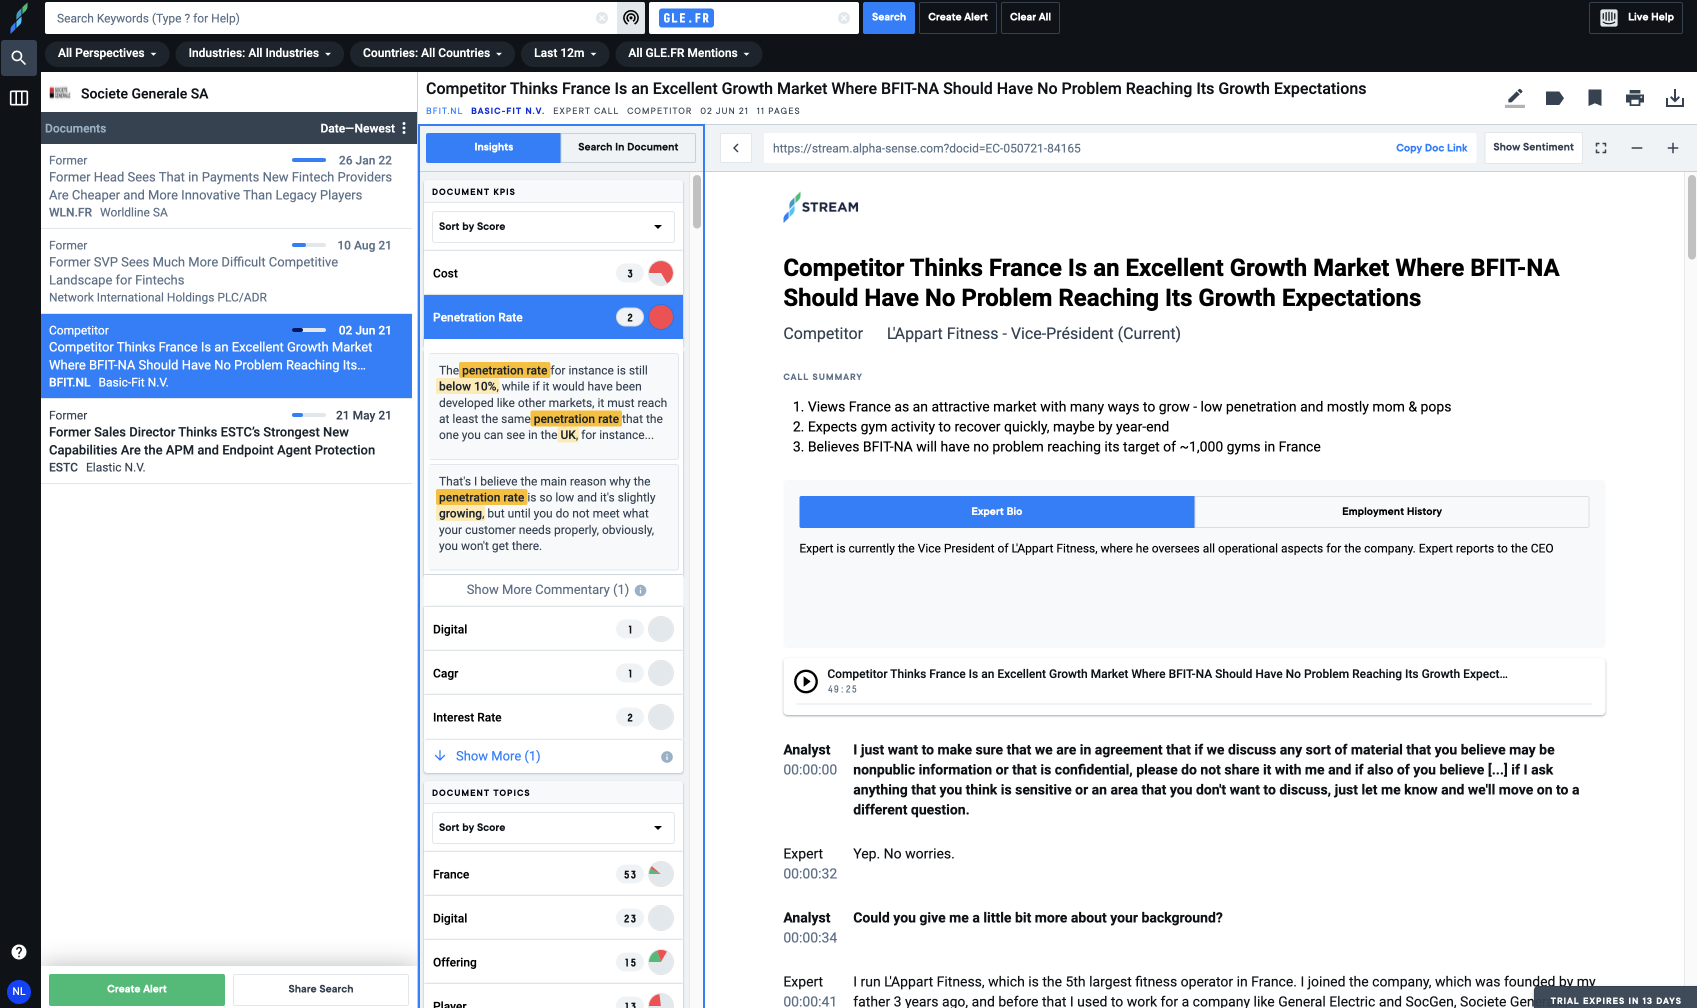 Search Keywords (Type ? for Help)
GLE.FR
Search
Create Alert
Clear All
Live Help
All Perspectives
Industries: All Industries
Countries: All Countries
Last 12m
All GLE.FR Mentions
SOCIETE GENERALE
Societe Generale SA
Documents
Date—Newest
Former
26 Jan 22
Former Head Sees That in Payments New Fintech Providers
Are Cheaper and More Innovative Than Legacy Players
WLN.FR Worldline SA
Former
10 Aug 21
Former SVP Sees Much More Difficult Competitive
Landscape for Fintechs
Network International Holdings PLC/ADR
Competitor
02 Jun 21
Competitor Thinks France Is an Excellent Growth Market
Where BFIT-NA Should Have No Problem Reaching Its...
BFIT.NL Basic-Fit N.V.
Former
21 May 21
Former Sales Director Thinks ESTC's Strongest New
Capabilities Are the APM and Endpoint Agent Protection
ESTC Elastic N.V.
Create Alert
Share Search
NL
Competitor Thinks France Is an Excellent Growth Market Where BFIT-NA Should Have No Problem Reaching Its Growth Expectations
BFIT.NL BASIC-FIT N.V. EXPERT CALL COMPETITOR 02 JUN 21 11 PAGES
Insights
Search In Document
DOCUMENT KPIS
Sort by Score
Cost
3
Penetration Rate
2
The penetration rate for instance is still
below 10%, while if it would have been
developed like other markets, it must reach
at least the same penetration rate that the
one you can see in the UK, for instance...
That's I believe the main reason why the
penetration rate is so low and it's slightly
growing, but until you do not meet what
your customer needs properly, obviously,
you won't get there.
Show More Commentary (1)
Digital
1
Cagr
1
Interest Rate
2
Show More (1)
DOCUMENT TOPICS
Sort by Score
France
53
Digital
23
Offering
15
Player
13
https://stream.alpha-sense.com?docid=EC-050721-84165
Copy Doc Link
Show Sentiment
STREAM
Competitor Thinks France Is an Excellent Growth Market Where BFIT-NA
Should Have No Problem Reaching Its Growth Expectations
Competitor L'Appart Fitness - Vice-Président (Current)
CALL SUMMARY
1. Views France as an attractive market with many ways to grow - low penetration and mostly mom & pops
2. Expects gym activity to recover quickly, maybe by year-end
3. Believes BFIT-NA will have no problem reaching its target of ~1,000 gyms in France
Expert Bio
Employment History
Expert is currently the Vice President of L'Appart Fitness, where he oversees all operational aspects for the company. Expert reports to the CEO
Competitor Thinks France Is an Excellent Growth Market Where BFIT-NA Should Have No Problem Reaching Its Growth Expect...
49:25
Analyst
00:00:00
I just want to make sure that we are in agreement that if we discuss any sort of material that you believe may be
nonpublic information or that is confidential, please do not share it with me and if also of you believe [...] if I ask
anything that you think is sensitive or an area that you don't want to discuss, just let me know and we'll move on to a
different question.
Expert
00:00:32
Yep. No worries.
Analyst
00:00:34
Could you give me a little bit more about your background?
Expert
00:00:41
I run L'Appart Fitness, which is the 5th largest fitness operator in France. I joined the company, which was founded by my
father 3 years ago, and before that I used to work for a company like General Electric and SocGen, Societe
TRIAL EXPIRES IN 13 DAYS